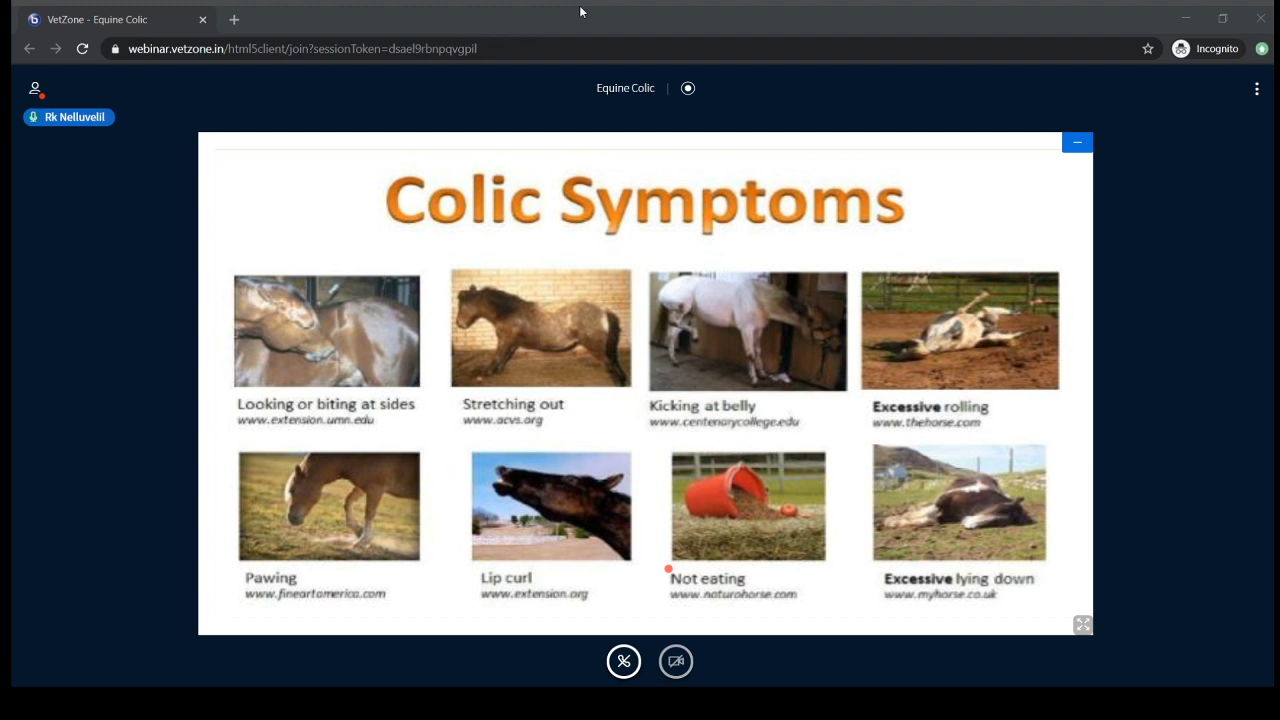 VetZone - Equine Colic
webinar.vetzone.in/html5client/join?sessionToken=dsael9rbnpqvgpil
Incognito
Equine Colic
Rk Nelluvelil
Colic Symptoms
Looking or biting at sides
www.extension.umn.edu
Stretching out
www.acvs.org
Kicking at belly
www.centenarycollege.edu
Excessive rolling
www.thehorse.com
Pawing
www.fineartamerica.com
Lip curl
www.extension.org
Not eating
www.naturohorse.com
Excessive lying down
www.myhorse.co.uk